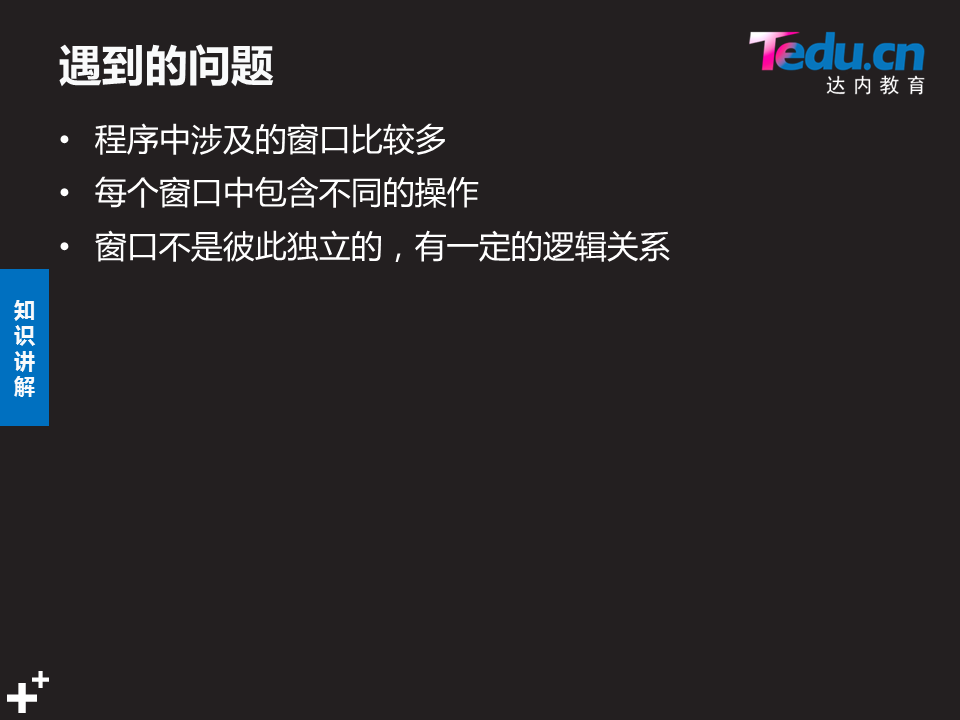 遇到的问题
Tedu.cn
达内教育
• 程序中涉及的窗口比较多
• 每个窗口中包含不同的操作
• 窗口不是彼此独立的，有一定的逻辑关系
知
识
讲
解
++